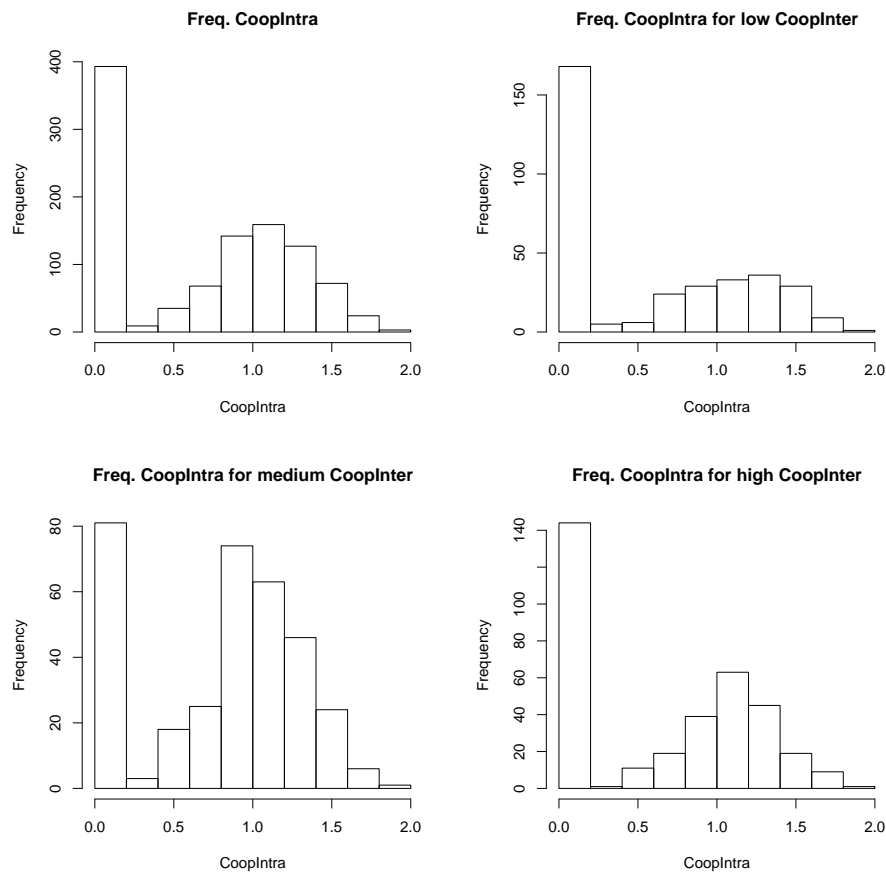 Freq. CoopIntra
Frequency
0
100
200
300
400
0.0 0.5 1.0 1.5 2.0
CoopIntra
Freq. CoopIntra for low CoopInter
Frequency
0
50
100
150
0.0 0.5 1.0 1.5 2.0
CoopIntra
Freq. CoopIntra for medium CoopInter
Frequency
0
20
40
60
80
0.0 0.5 1.0 1.5 2.0
CoopIntra
Freq. CoopIntra for high CoopInter
Frequency
0
20
40
60
80
100
140
0.0 0.5 1.0 1.5 2.0
CoopIntra